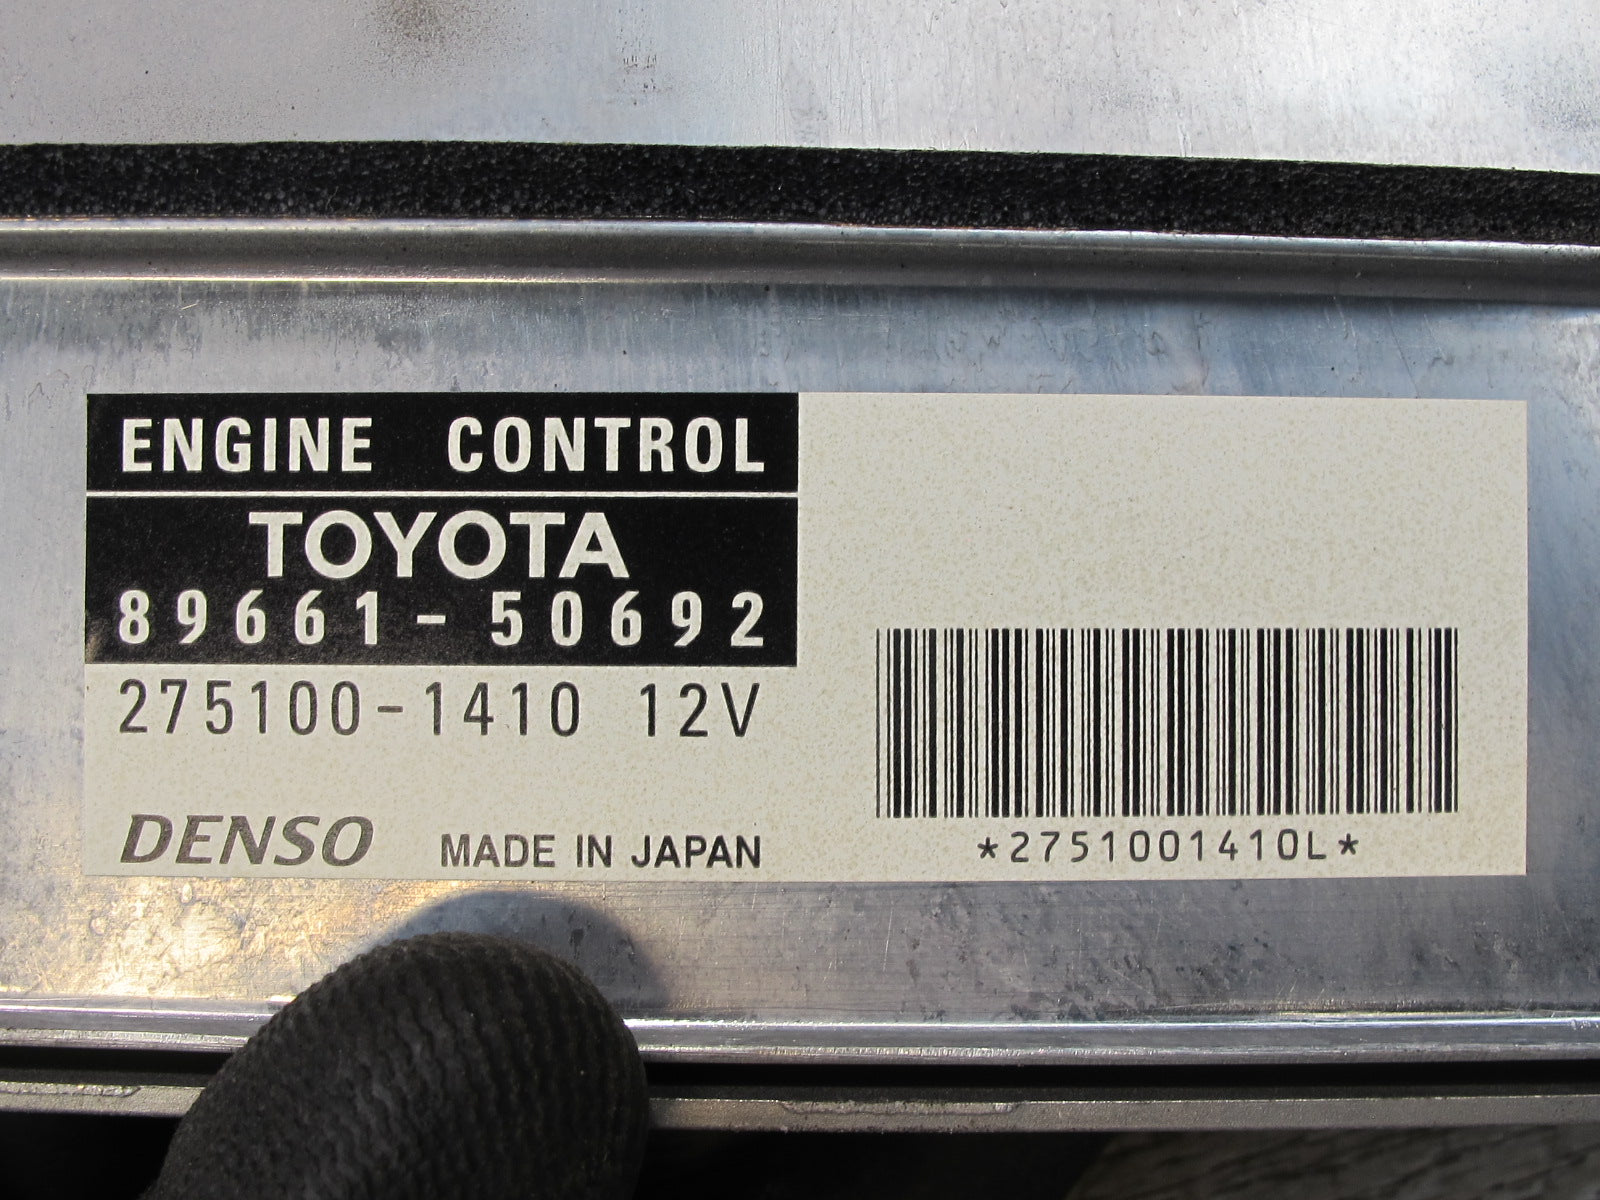 ENGINE CONTROL
TOYOTA
89661-50692
275100-1410 12V
DENSO MADE IN JAPAN
*2751001410L*